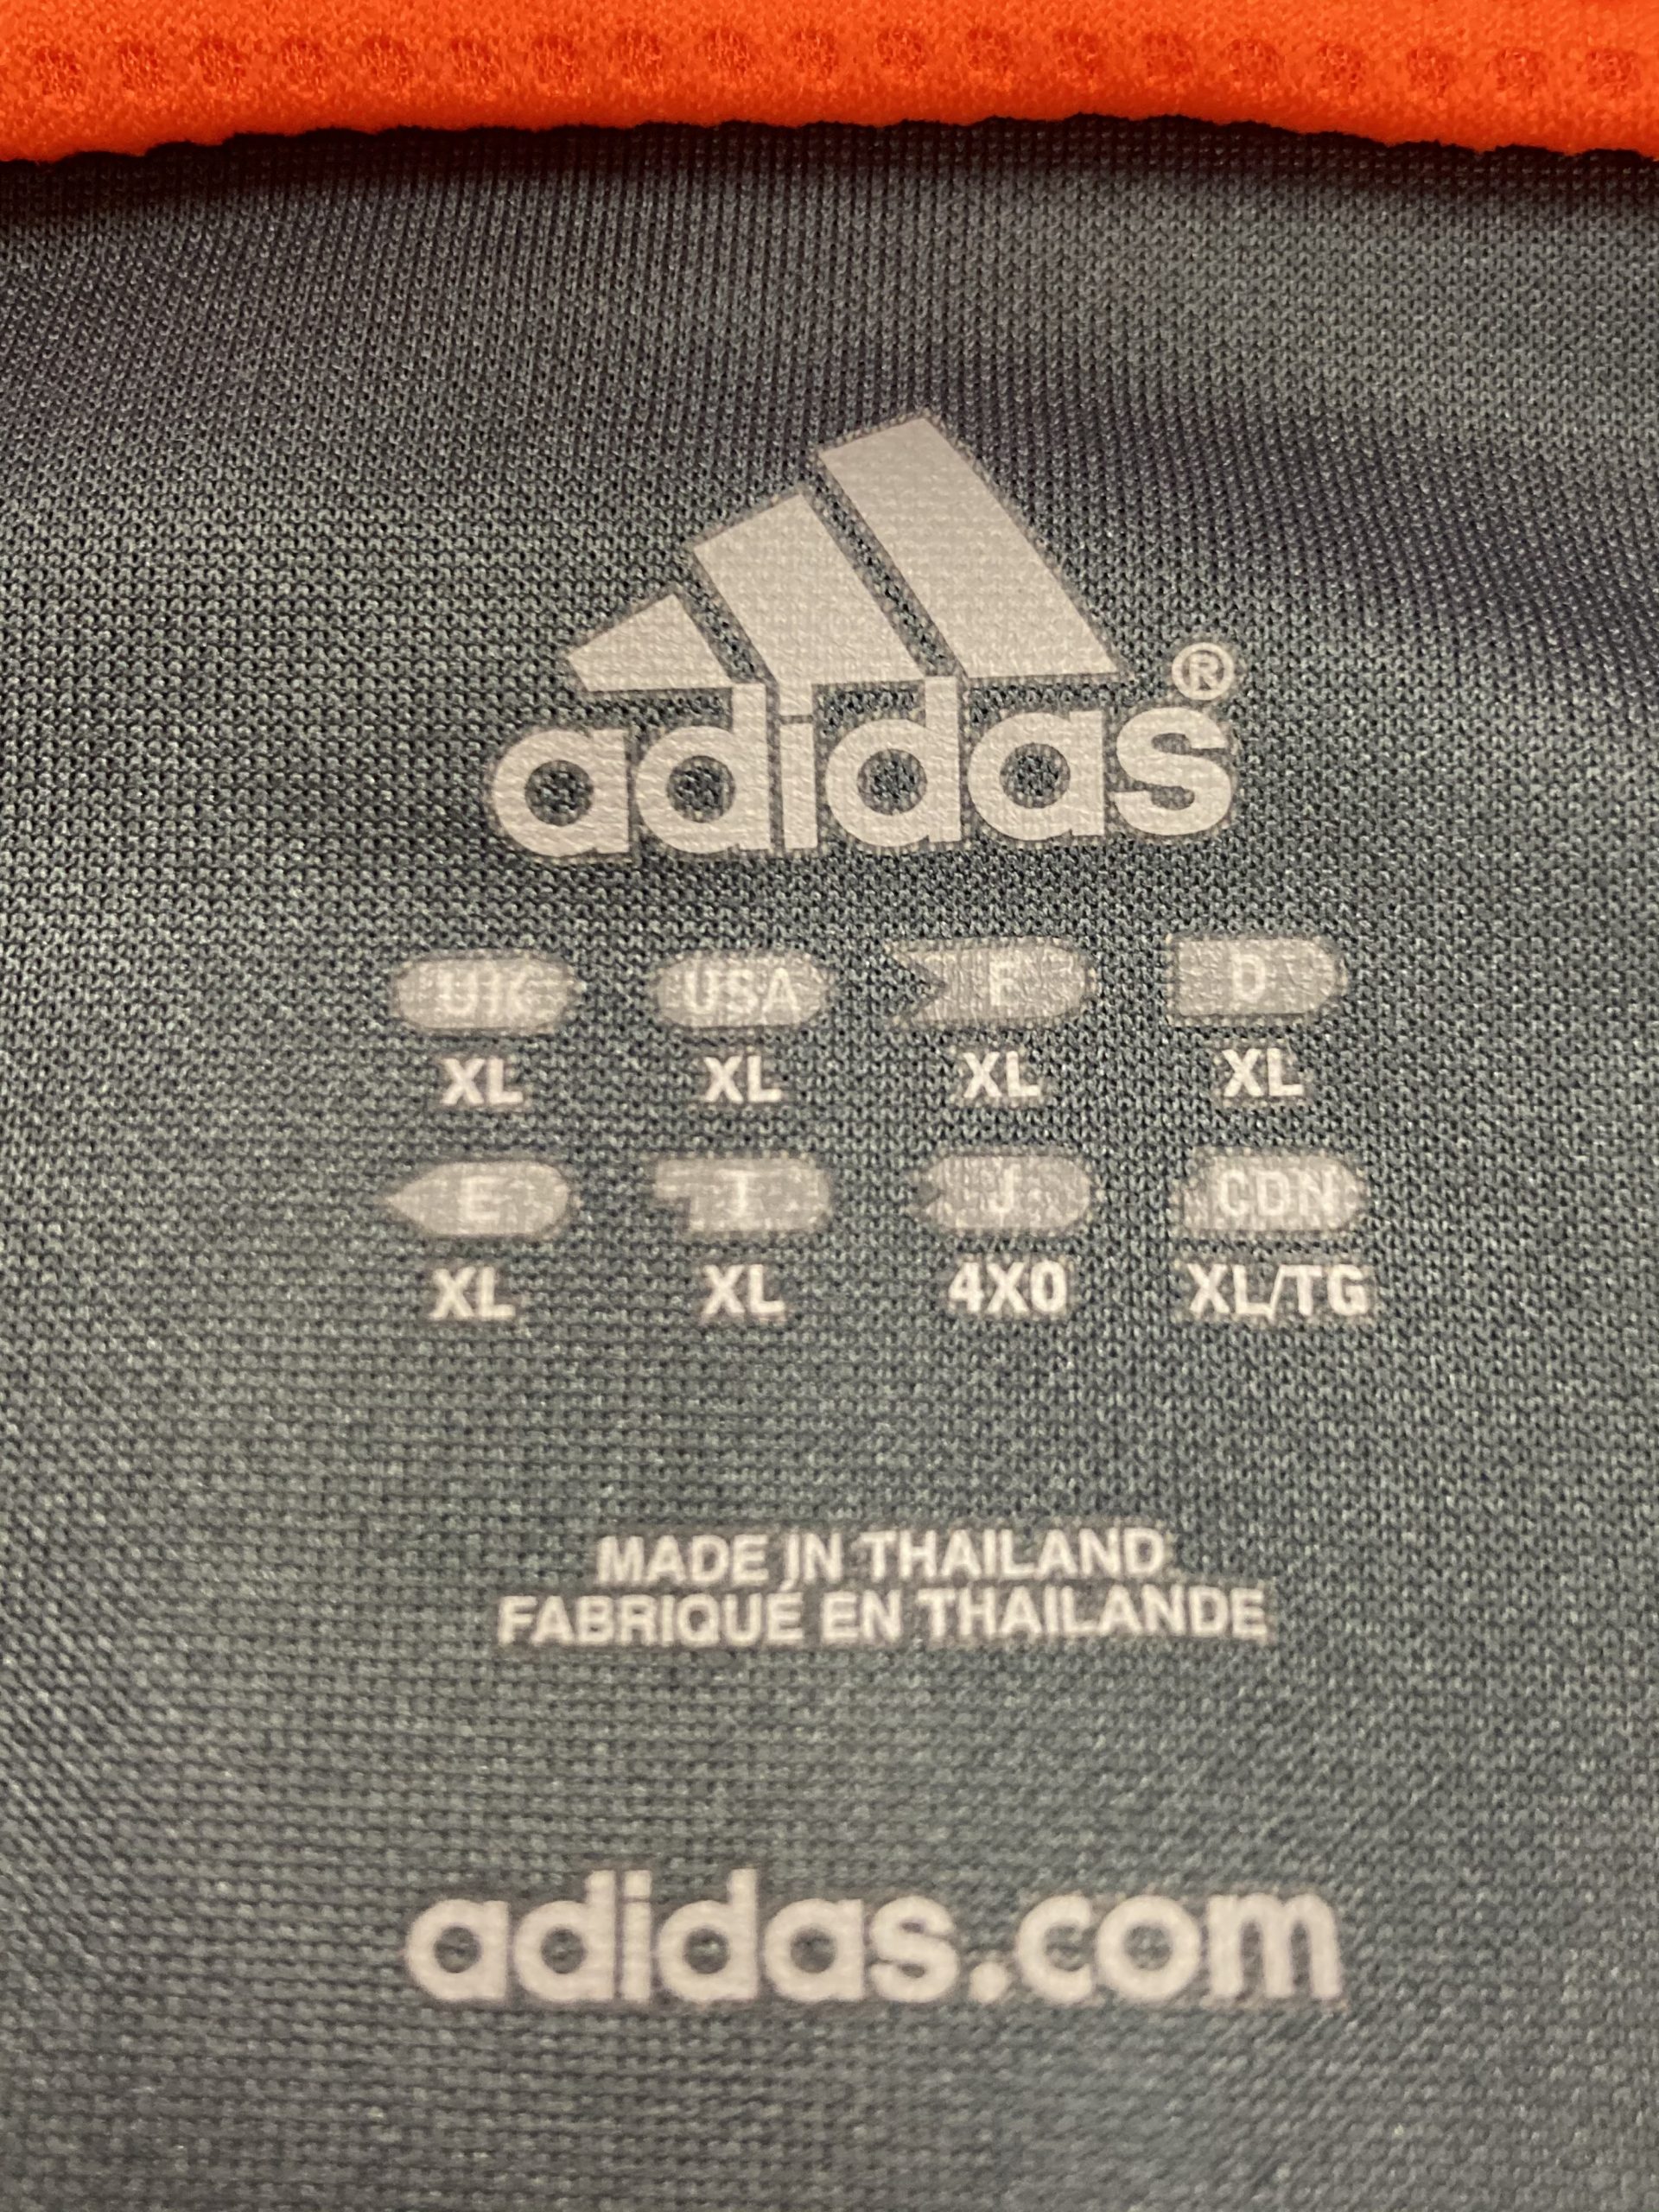 adidas®
UK USA F D
XL XL XL XL
E I J CDN
XL XL 4XO XL/TG
MADE IN THAILAND
FABRIQUE EN THAILANDE
adidas.com